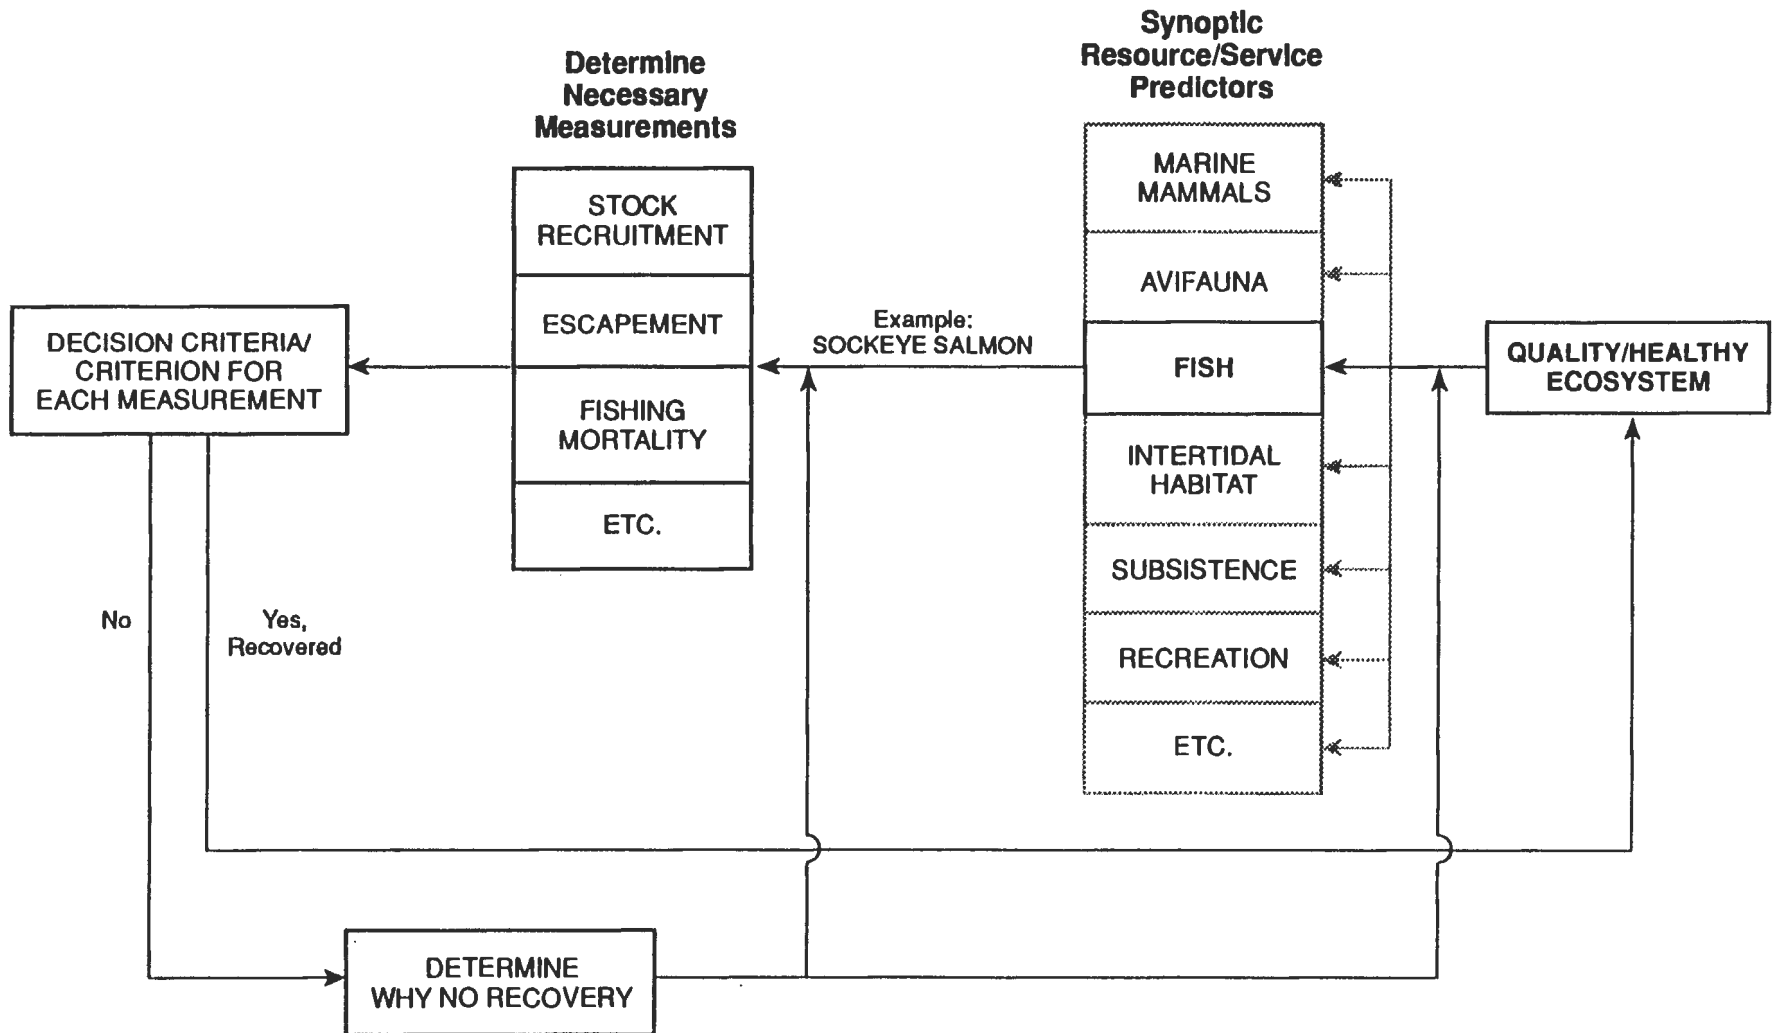 Synoptic
Resource/Service
Predictors
Determine
Necessary
Measurements
MARINE
MAMMALS
STOCK
RECRUITMENT
AVIFAUNA
ESCAPEMENT
Example:
SOCKEYE SALMON
DECISION CRITERIA/
CRITERION FOR
EACH MEASUREMENT
FISH
QUALITY/HEALTHY
ECOSYSTEM
FISHING
MORTALITY
INTERTIDAL
HABITAT
ETC.
SUBSISTENCE
No
Yes,
Recovered
RECREATION
ETC.
DETERMINE
WHY NO RECOVERY